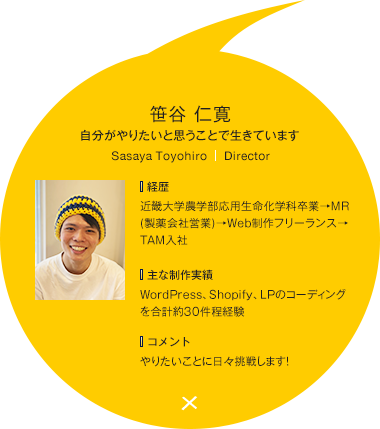 笹谷 仁寛
自分がやりたいと思うことで生きています
Sasaya Toyohiro | Director
経歴
近畿大学農学部応用生命化学科卒業→MR
(製薬会社営業)→Web制作フリーランス→
TAM入社
主な制作実績
WordPress、Shopify、LPのコーディング
を合計約30件程経験
コメント
やりたいことに日々挑戦します!